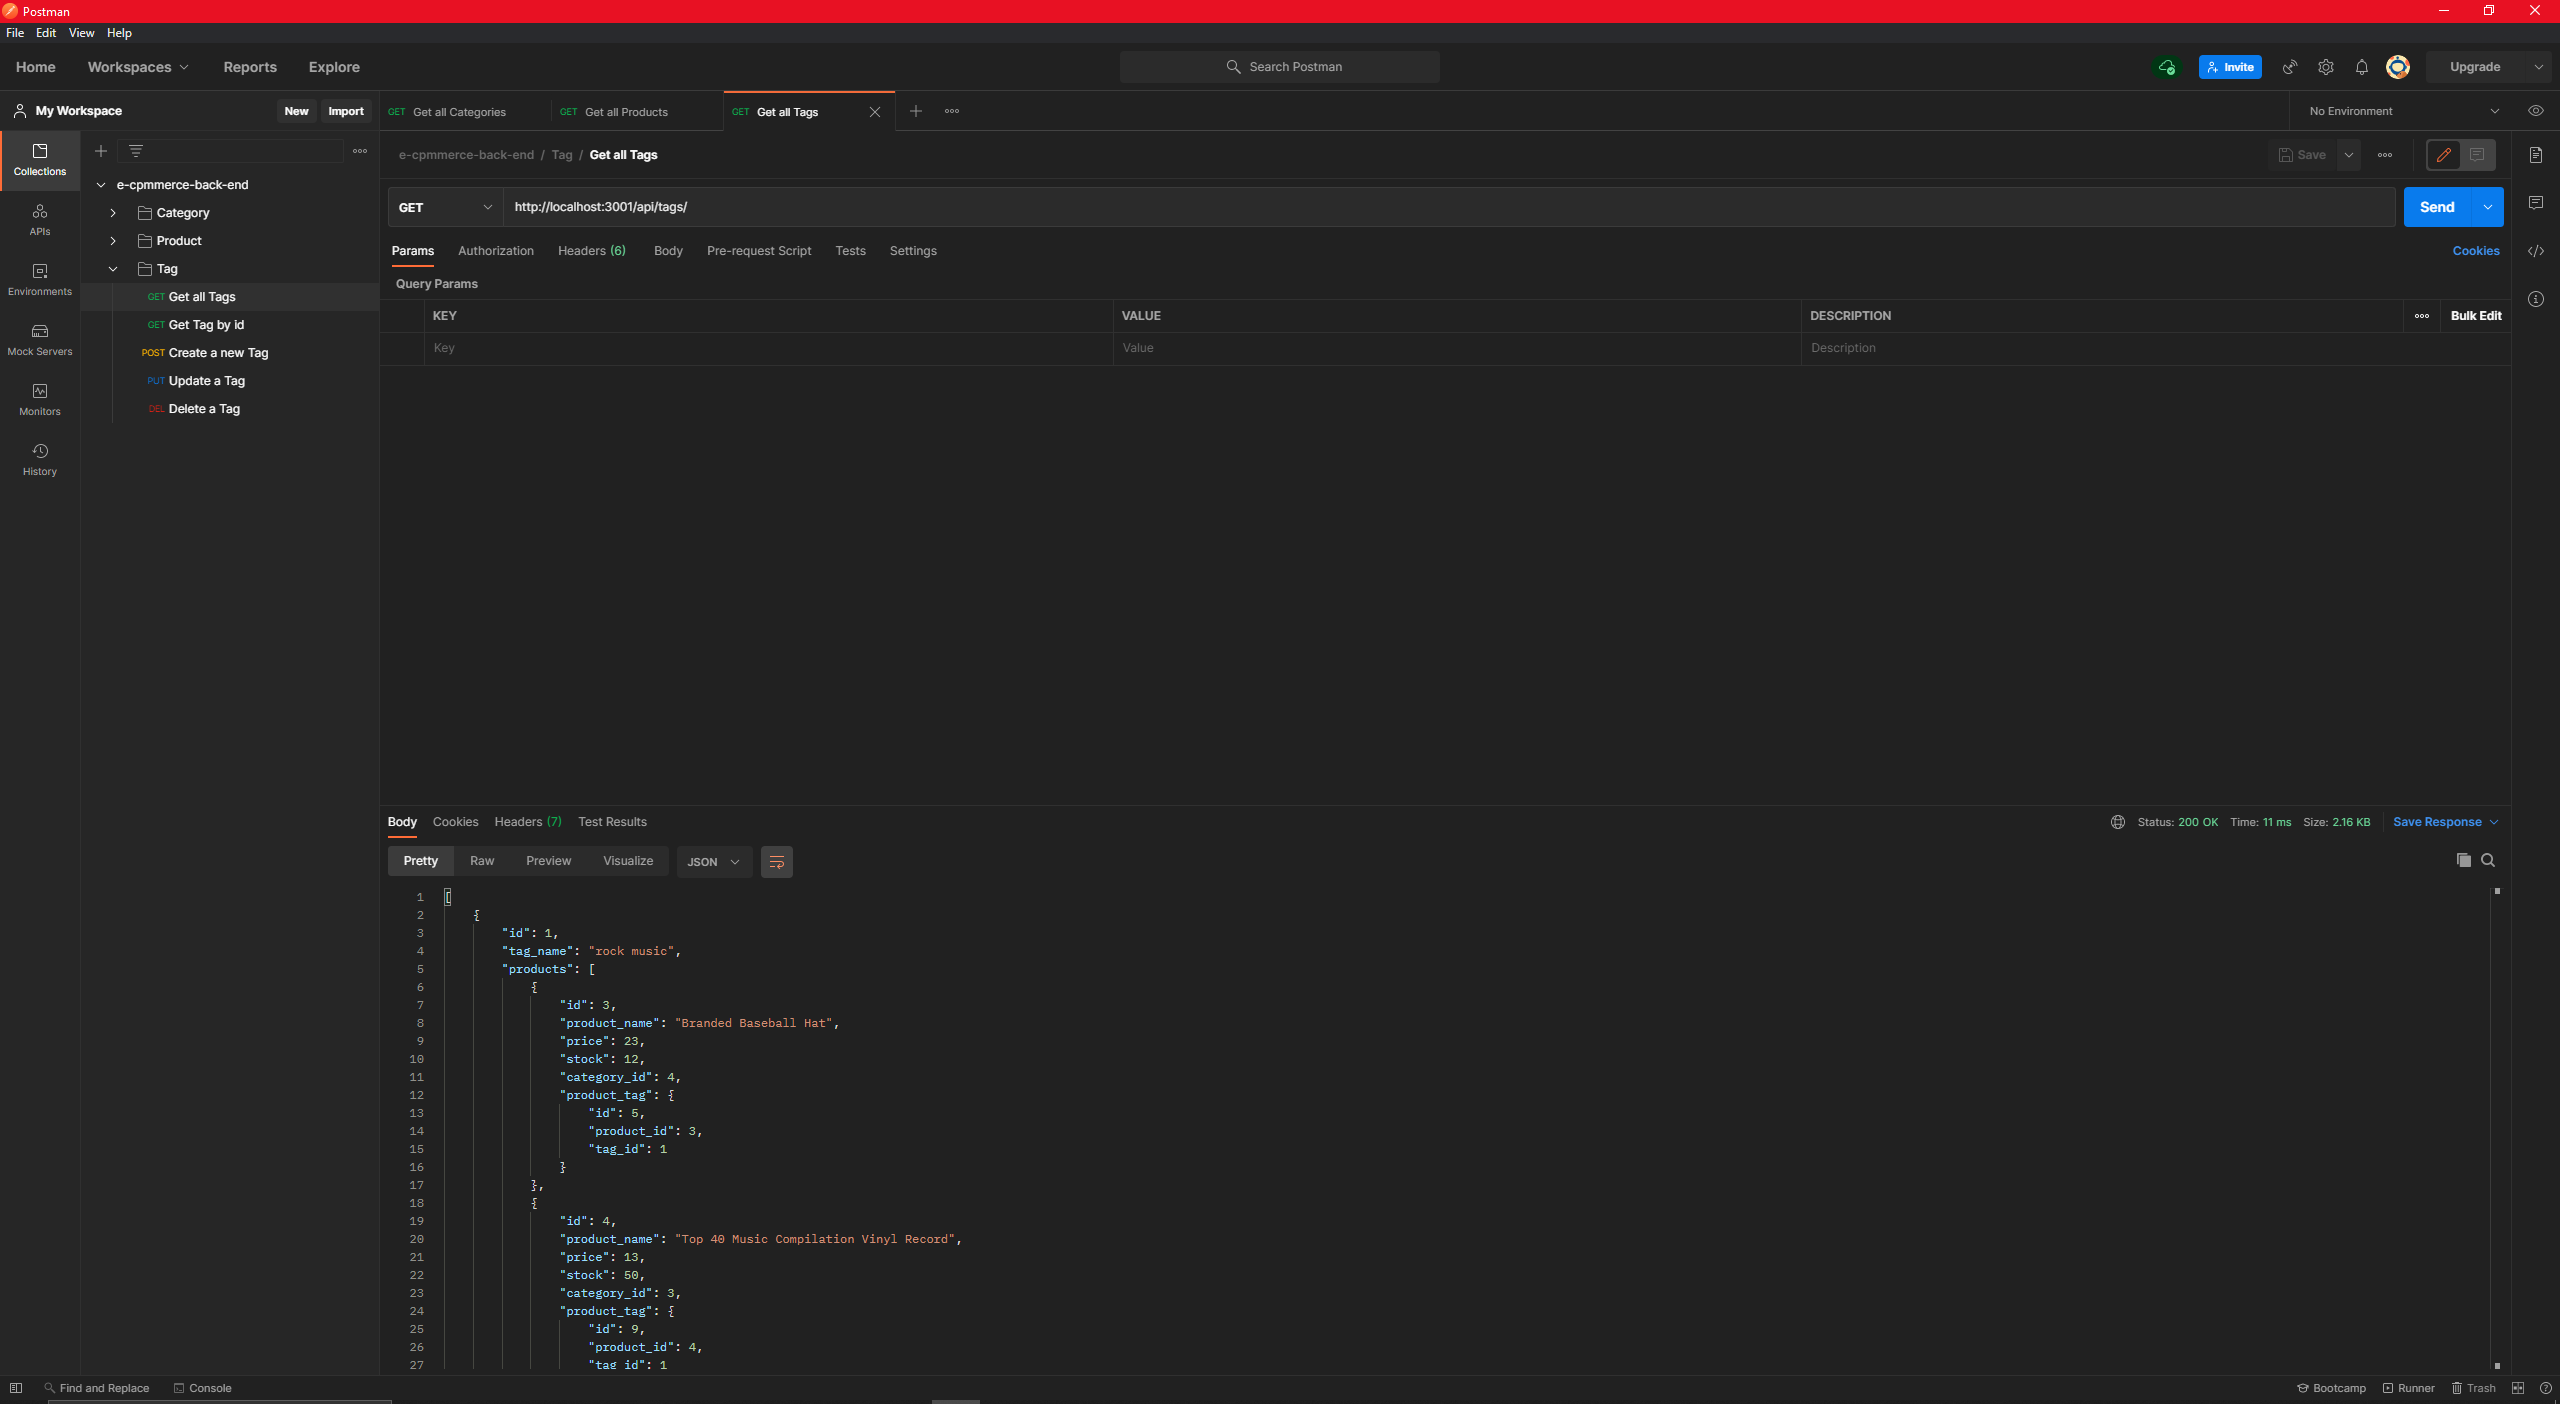 Postman
File Edit View Help
Home Workspaces Reports Explore
Search Postman
Invite
Upgrade
My Workspace
New Import
GET Get all Categories
GET Get all Products
GET Get all Tags
No Environment
Collections
APIs
Environments
Mock Servers
Monitors
History
e-cpmmerce-back-end
Category
Product
Tag
GET Get all Tags
GET Get Tag by id
POST Create a new Tag
PUT Update a Tag
DEL Delete a Tag
e-cpmmerce-back-end / Tag / Get all Tags
Save
GET http://localhost:3001/api/tags/
Send
Params Authorization Headers (6) Body Pre-request Script Tests Settings
Cookies
Query Params
KEY VALUE DESCRIPTION Bulk Edit
Key Value Description
Body Cookies Headers (7) Test Results
Status: 200 OK Time: 11 ms Size: 2.16 KB Save Response
Pretty Raw Preview Visualize JSON
1 [
2 {
3 "id": 1,
4 "tag_name": "rock music",
5 "products": [
6 {
7 "id": 3,
8 "product_name": "Branded Baseball Hat",
9 "price": 23,
10 "stock": 12,
11 "category_id": 4,
12 "product_tag": {
13 "id": 5,
14 "product_id": 3,
15 "tag_id": 1
16 }
17 },
18 {
19 "id": 4,
20 "product_name": "Top 40 Music Compilation Vinyl Record",
21 "price": 13,
22 "stock": 50,
23 "category_id": 3,
24 "product_tag": {
25 "id": 9,
26 "product_id": 4,
27 "tag_id": 1
Find and Replace Console
Bootcamp Runner Trash